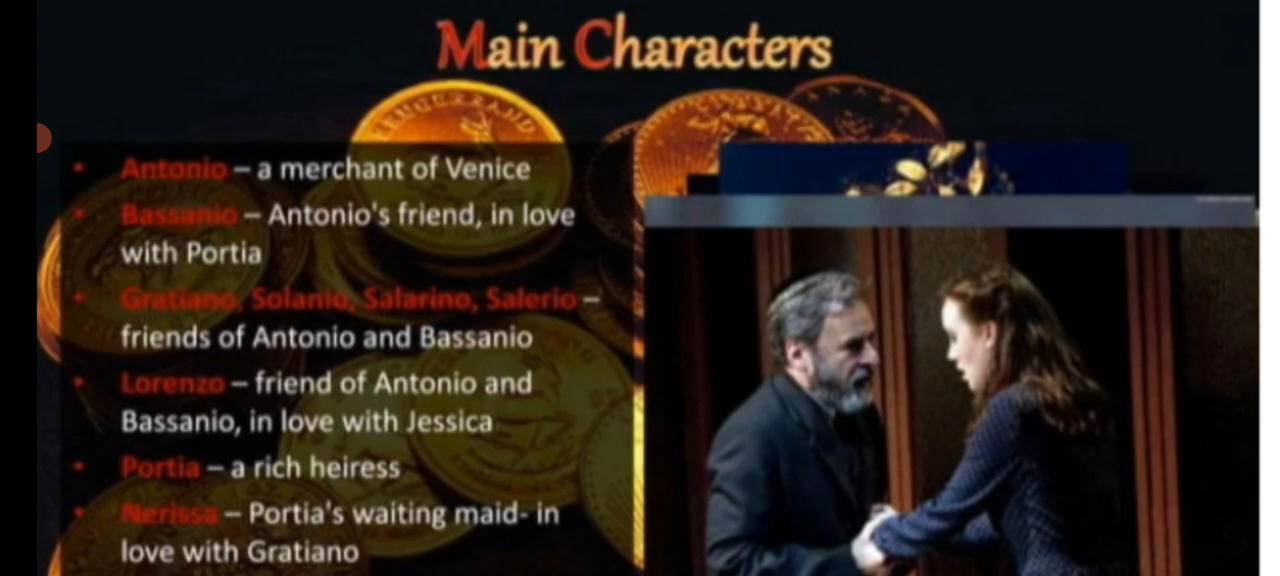 Main Characters
• Antonio – a merchant of Venice
• Bassanio – Antonio's friend, in love
with Portia
• Gratiano, Solanio, Salarino, Salerio –
friends of Antonio and Bassanio
• Lorenzo – friend of Antonio and
Bassanio, in love with Jessica
• Portia – a rich heiress
• Nerissa – Portia's waiting maid- in
love with Gratiano